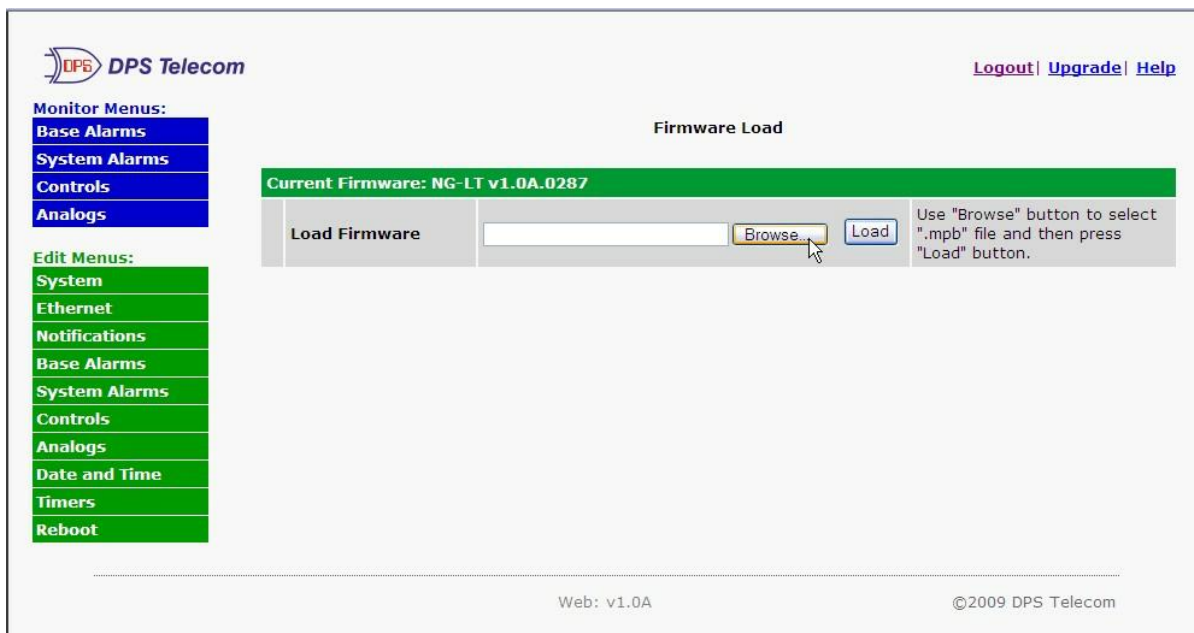 DPS DPS Telecom
Logout| Upgrade| Help
Monitor Menus:
Base Alarms
System Alarms
Controls
Analogs
Edit Menus:
System
Ethernet
Notifications
Base Alarms
System Alarms
Controls
Analogs
Date and Time
Timers
Reboot
Firmware Load
Current Firmware: NG-LT v1.0A.0287
Load Firmware
Browse...
Load
Use "Browse" button to select
".mpb" file and then press
"Load" button.
Web: v1.0A
©2009 DPS Telecom